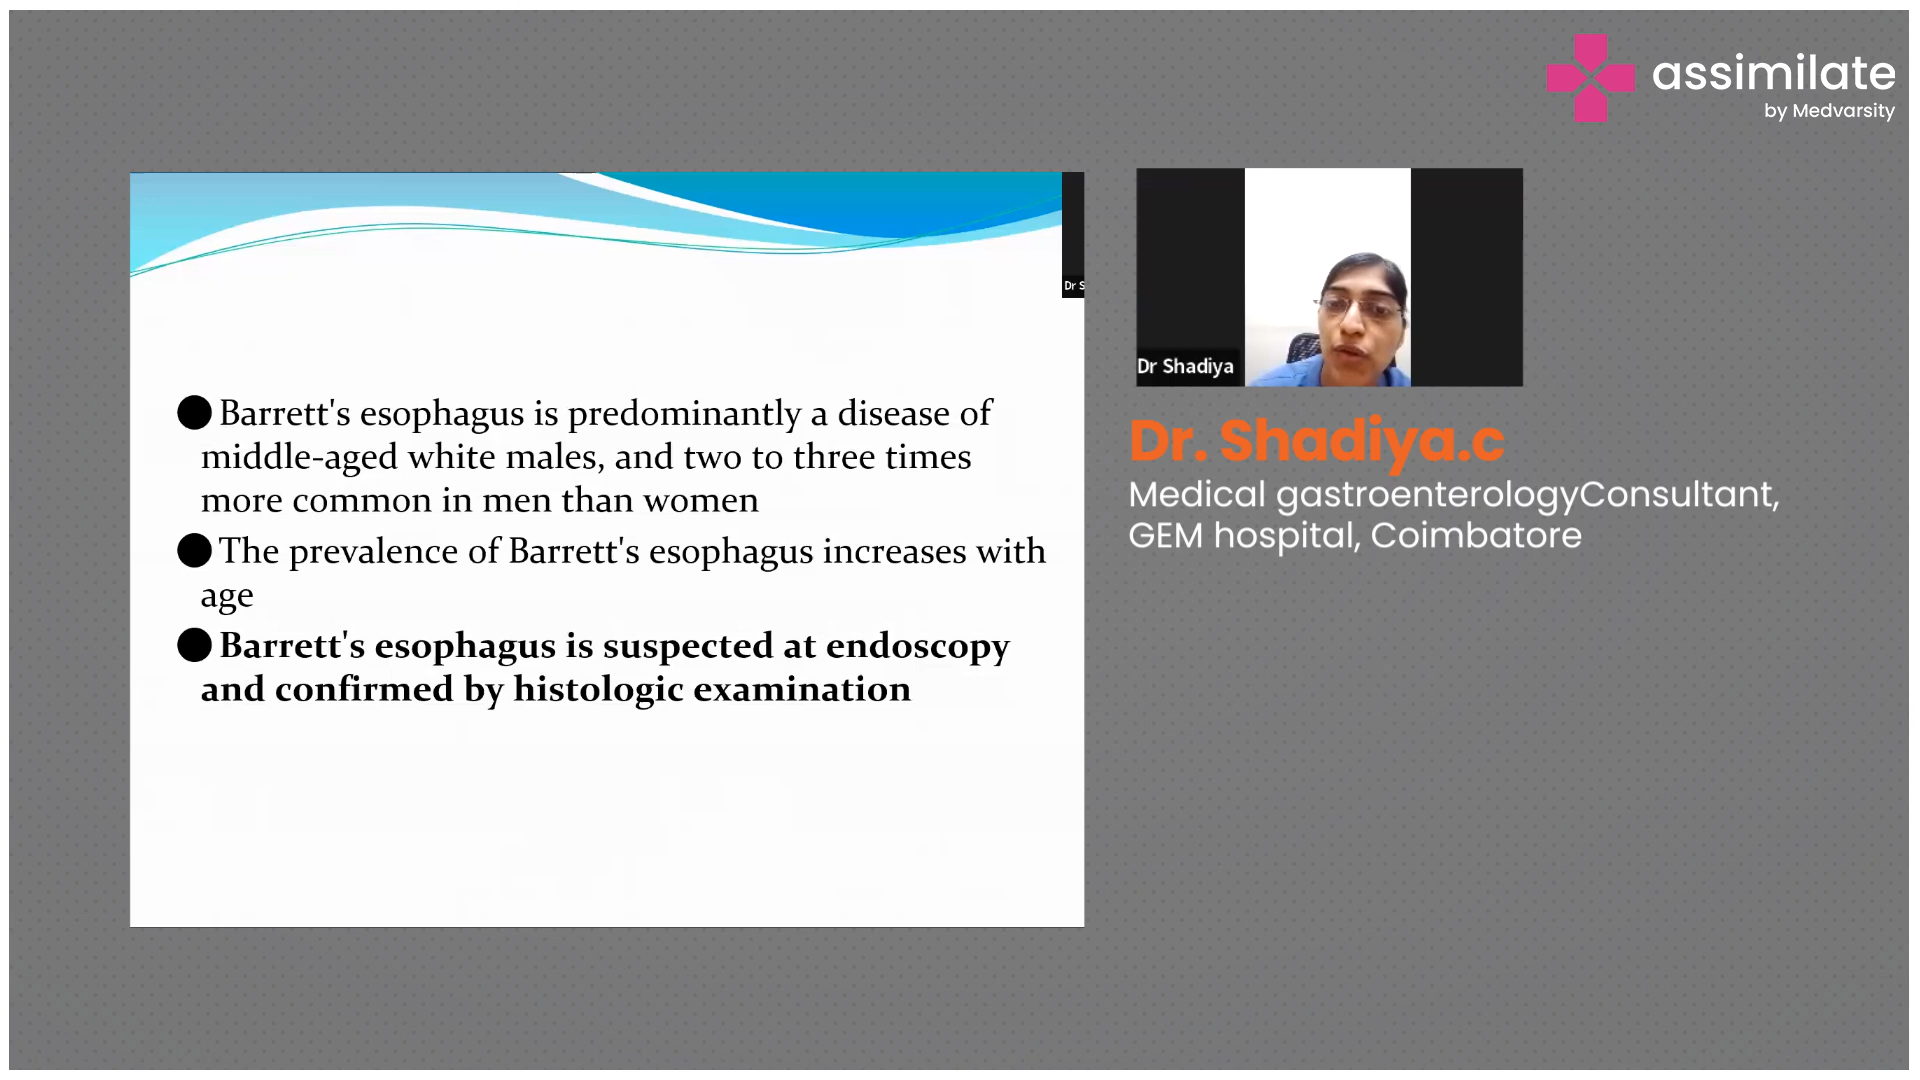 assimilate
by Medvarsity
Dr S
● Barrett's esophagus is predominantly a disease of
middle-aged white males, and two to three times
more common in men than women
● The prevalence of Barrett's esophagus increases with
age
● Barrett's esophagus is suspected at endoscopy
and confirmed by histologic examination
Dr Shadiya
Dr. Shadiya.c
Medical gastroenterologyConsultant,
GEM hospital, Coimbatore